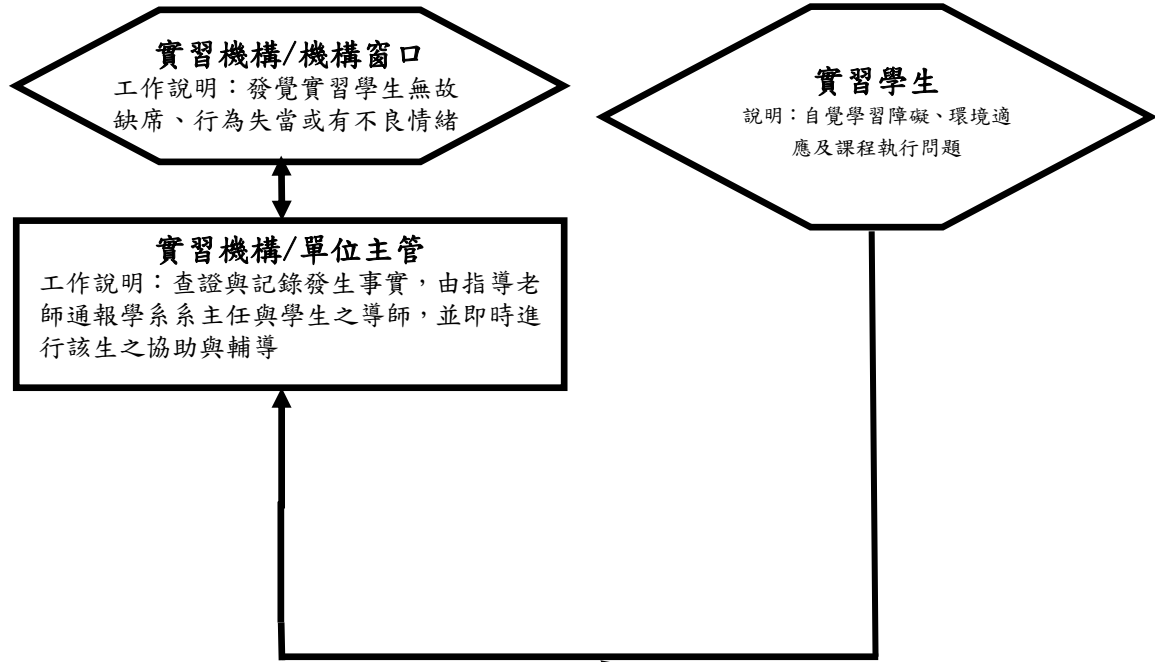 實習機構/機構窗口
工作說明：發覺實習學生無故
缺席、行為失當或有不良情緒
實習學生
說明：自覺學習障礙、環境適
應及課程執行問題
實習機構/單位主管
工作說明：查證與記錄發生事實，由指導老
師通報學系系主任與學生之導師，並即時進
行該生之協助與輔導